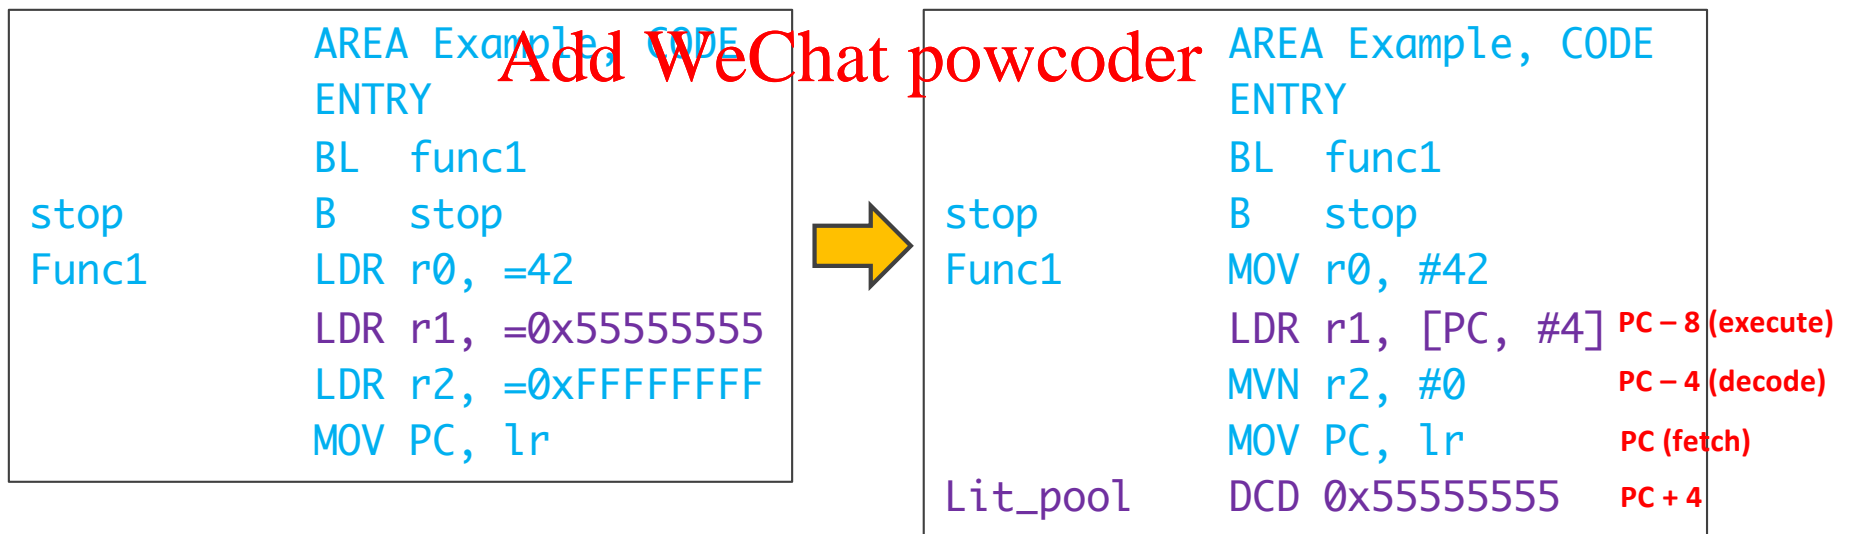 AREA Example, CODE
ENTRY
BL func1
stop B stop
Func1 LDR r0, =42
LDR r1, =0x55555555
LDR r2, =0xFFFFFFFF
MOV PC, lr
Add WeChat powcoder
AREA Example, CODE
ENTRY
BL func1
stop B stop
Func1 MOV r0, #42
LDR r1, [PC, #4] PC – 8 (execute)
MVN r2, #0 PC – 4 (decode)
MOV PC, lr PC (fetch)
Lit_pool DCD 0x55555555 PC + 4